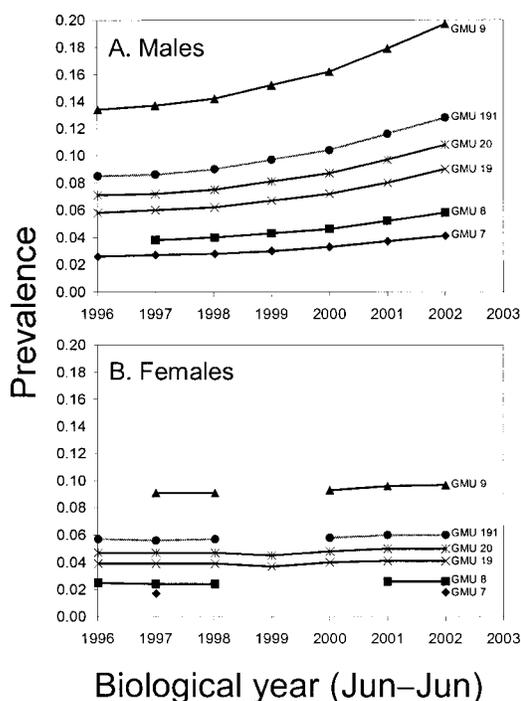 Prevalence
A. Males
0.20
0.18
0.16
0.14
0.12
0.10
0.08
0.06
0.04
0.02
0.00
GMU 9
GMU 191
GMU 20
GMU 19
GMU 8
GMU 7
1996 1997 1998 1999 2000 2001 2002 2003
B. Females
0.20
0.18
0.16
0.14
0.12
0.10
0.08
0.06
0.04
0.02
0.00
GMU 9
GMU 191
GMU 20
GMU 19
GMU 8
GMU 7
1996 1997 1998 1999 2000 2001 2002 2003
Biological year (Jun–Jun)